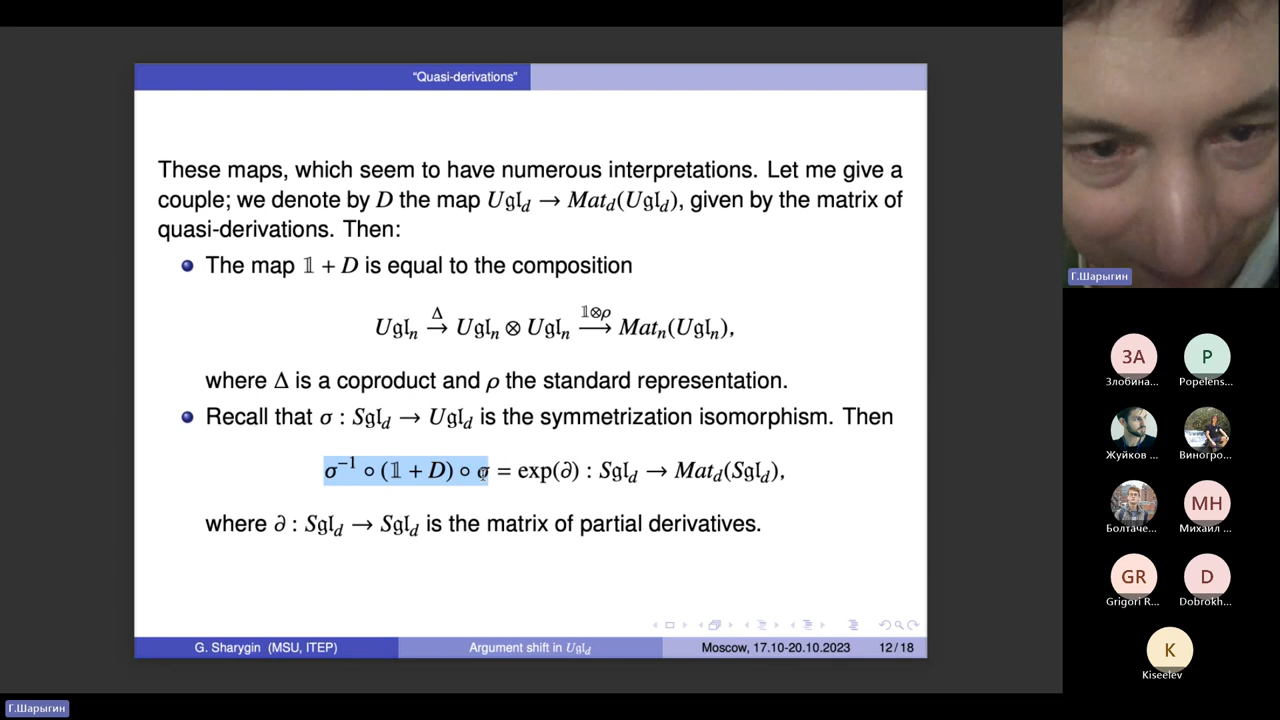 “Quasi-derivations”
These maps, which seem to have numerous interpretations. Let me give a
couple; we denote by D the map U𝔤𝔩_d → Mat_d(U𝔤𝔩_d), given by the matrix of
quasi-derivations. Then:
The map 𝟙 + D is equal to the composition
U𝔤𝔩_n →^Δ U𝔤𝔩_n ⊗ U𝔤𝔩_n →^{𝟙⊗ρ} Mat_n(U𝔤𝔩_n),
where Δ is a coproduct and ρ the standard representation.
Recall that σ : S𝔤𝔩_d → U𝔤𝔩_d is the symmetrization isomorphism. Then
σ⁻¹ ∘ (𝟙 + D) ∘ σ = exp(∂) : S𝔤𝔩_d → Mat_d(S𝔤𝔩_d),
where ∂ : S𝔤𝔩_d → S𝔤𝔩_d is the matrix of partial derivatives.
G. Sharygin (MSU, ITEP) Argument shift in U𝔤𝔩_d Moscow, 17.10-20.10.2023 12 / 18
Г.Шарыгин
ЗА P
Злобина... Popelens...
Жуйков ... Виногро...
МН
Болтаче... Михаил ...
GR D
Grigori R... Dobrokh...
K
Kiseelev
Г.Шарыгин